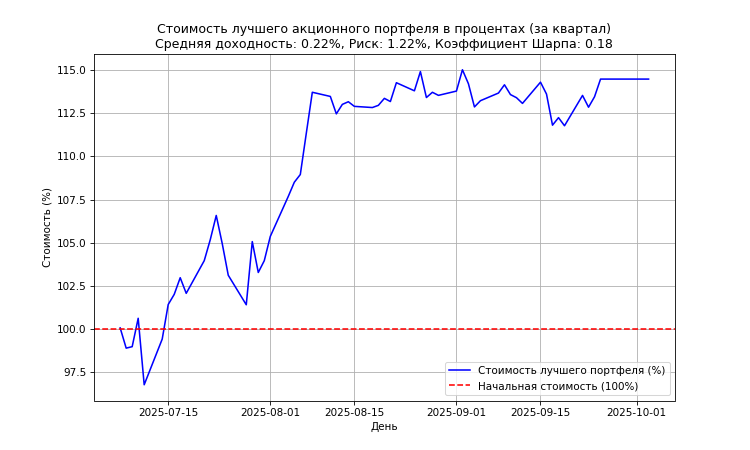 Стоимость лучшего акционного портфеля в процентах (за квартал)
Средняя доходность: 0.22%, Риск: 1.22%, Коэффициент Шарпа: 0.18
115.0
112.5
110.0
107.5
105.0
102.5
100.0
97.5
Стоимость (%)
Стоимость лучшего портфеля (%)
Начальная стоимость (100%)
2025-07-15
2025-08-01
2025-08-15
2025-09-01
2025-09-15
2025-10-01
День